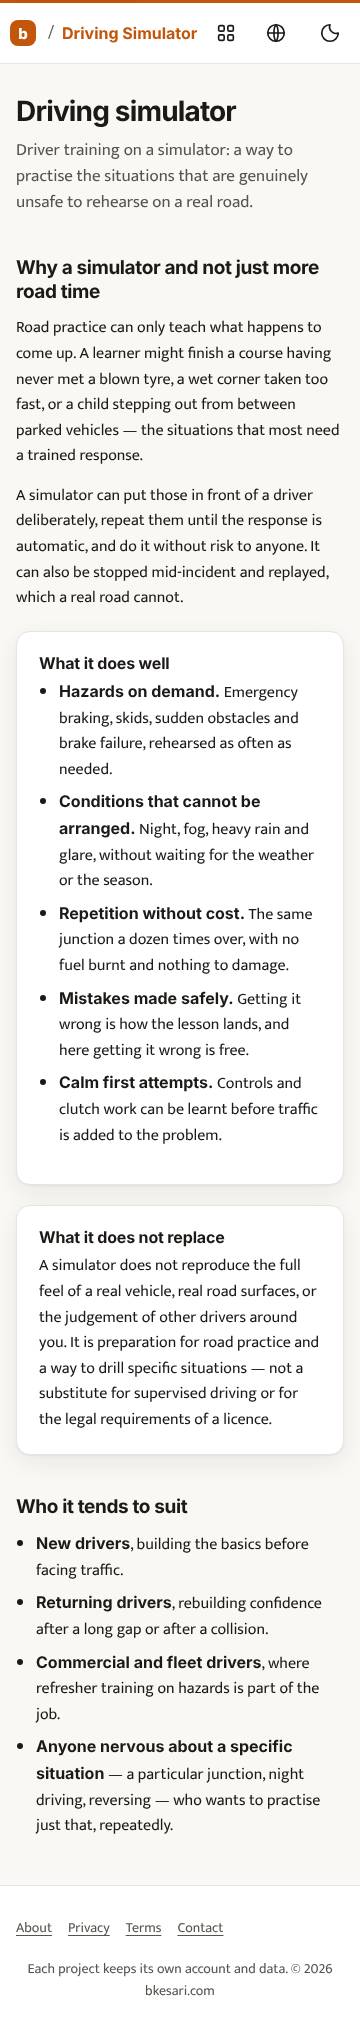 b / Driving Simulator
Driving simulator
Driver training on a simulator: a way to
practise the situations that are genuinely
unsafe to rehearse on a real road.
Why a simulator and not just more
road time
Road practice can only teach what happens to
come up. A learner might finish a course having
never met a blown tyre, a wet corner taken too
fast, or a child stepping out from between
parked vehicles — the situations that most need
a trained response.
A simulator can put those in front of a driver
deliberately, repeat them until the response is
automatic, and do it without risk to anyone. It
can also be stopped mid-incident and replayed,
which a real road cannot.
What it does well
• Hazards on demand. Emergency
braking, skids, sudden obstacles and
brake failure, rehearsed as often as
needed.
• Conditions that cannot be
arranged. Night, fog, heavy rain and
glare, without waiting for the weather
or the season.
• Repetition without cost. The same
junction a dozen times over, with no
fuel burnt and nothing to damage.
• Mistakes made safely. Getting it
wrong is how the lesson lands, and
here getting it wrong is free.
• Calm first attempts. Controls and
clutch work can be learnt before traffic
is added to the problem.
What it does not replace
A simulator does not reproduce the full
feel of a real vehicle, real road surfaces, or
the judgement of other drivers around
you. It is preparation for road practice and
a way to drill specific situations — not a
substitute for supervised driving or for
the legal requirements of a licence.
Who it tends to suit
• New drivers, building the basics before
facing traffic.
• Returning drivers, rebuilding confidence
after a long gap or after a collision.
• Commercial and fleet drivers, where
refresher training on hazards is part of the
job.
• Anyone nervous about a specific
situation — a particular junction, night
driving, reversing — who wants to practise
just that, repeatedly.
About Privacy Terms Contact
Each project keeps its own account and data. © 2026
bkesari.com